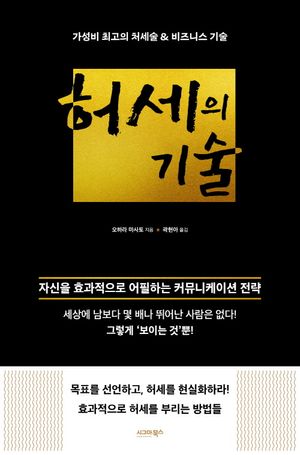 가성비 최고의 처세술 & 비즈니스 기술
허세의
기술
오하라 마사토 지음 ● 곽현아 옮김
자신을 효과적으로 어필하는 커뮤니케이션 전략
세상에 남보다 몇 배나 뛰어난 사람은 없다!
그렇게 ‘보이는 것’뿐!
목표를 선언하고, 허세를 현실화하라!
효과적으로 허세를 부리는 방법들
시그마북스